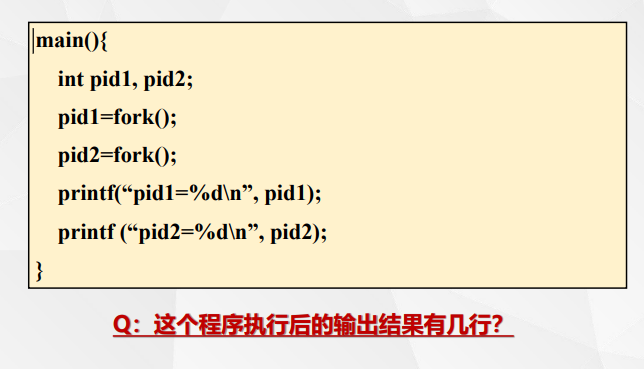 main(){
int pid1, pid2;
pid1=fork();
pid2=fork();
printf(“pid1=%d\n”, pid1);
printf (“pid2=%d\n”, pid2);
}
Q：这个程序执行后的输出结果有几行？